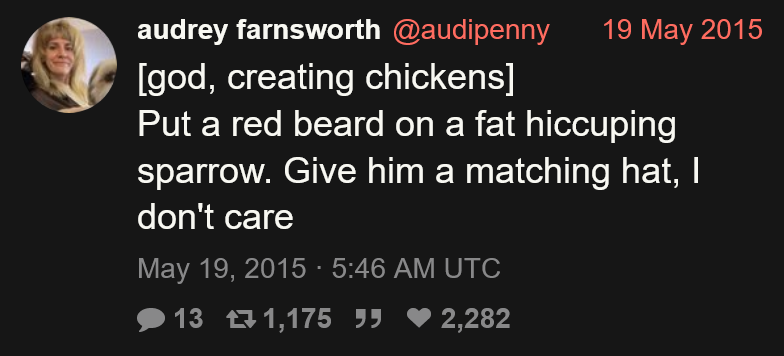 audrey farnsworth @audipenny 19 May 2015
[god, creating chickens]
Put a red beard on a fat hiccuping
sparrow. Give him a matching hat, I
don't care
May 19, 2015 · 5:46 AM UTC
13 1,175 2,282